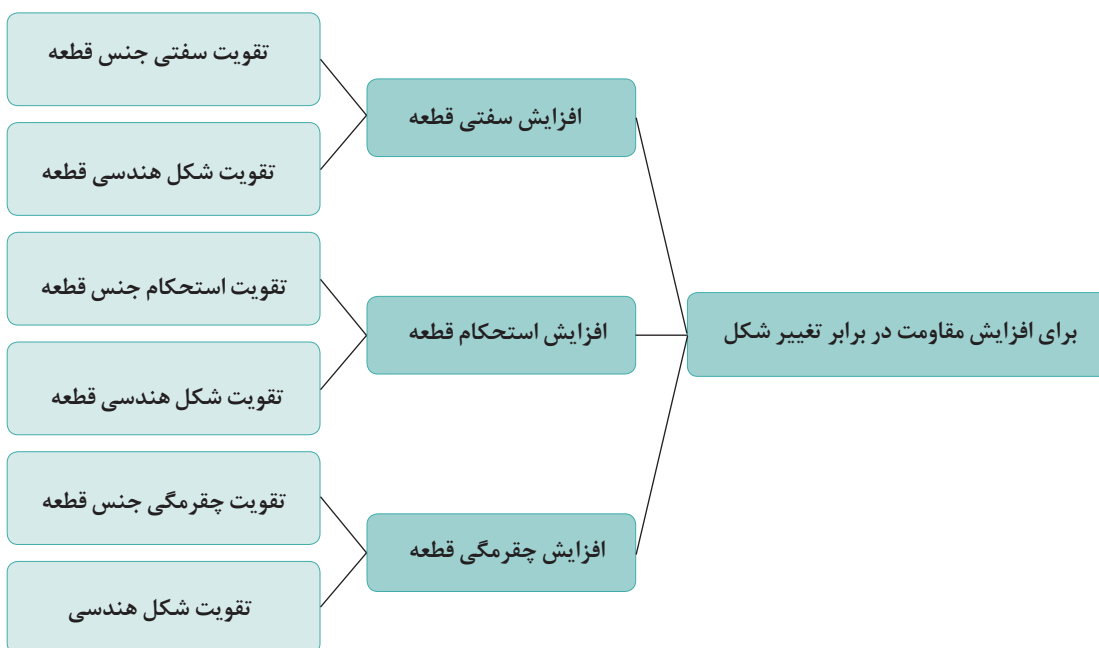 برای افزایش مقاومت در برابر تغییر شکل
افزایش سفتی قطعه
تقویت سفتی جنس قطعه
تقویت شکل هندسی قطعه
افزایش استحکام قطعه
تقویت استحکام جنس قطعه
تقویت شکل هندسی قطعه
افزایش چقرمگی قطعه
تقویت چقرمگی جنس قطعه
تقویت شکل هندسی